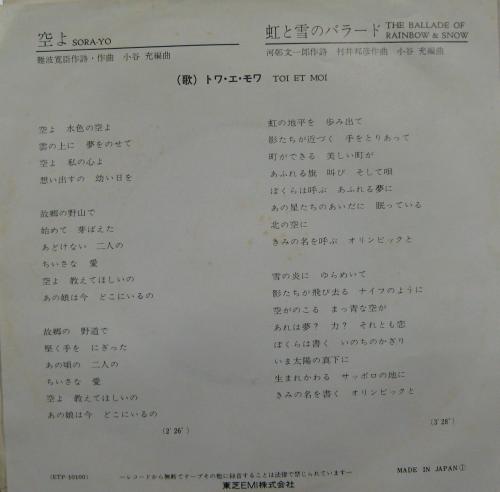 空よ SORA-YO
難波寛臣作詩・作曲 小谷 充編曲
虹と雪のバラード THE BALLADE OF RAINBOW & SNOW
河邨文一郎作詩 村井邦彦作曲 小谷 充編曲
(歌) トワ・エ・モワ TOI ET MOI
空よ 水色の空よ
雲の上に 夢をのせて
空よ 私の心よ
想い出すの 幼い日を
故郷の野山で
始めて 芽ばえた
あどけない 二人の
ちいさな 愛
空よ 教えてほしいの
あの娘は今 どこにいるの
故郷の 野道で
堅く手を にぎった
あの頃の 二人の
ちいさな 愛
空よ 教えてほしいの
あの娘は今 どこにいるの
(2'26")
虹の地平を 歩み出て
影たちが近づく 手をとりあって
町ができる 美しい町が
あふれる旗 叫び そして唄
ぼくらは呼ぶ あふれる夢に
あの星たちのあいだに 眠っている
北の空に
きみの名を呼ぶ オリンピックと
雪の炎に ゆらめいて
影たちが飛び去る ナイフのように
空がのこる まっ青な空が
あれは夢? 力? それとも恋
ぼくらは書く いのちのかぎり
いま太陽の真下に
生まれかわる サッポロの地に
きみの名を書く オリンピックと
(3'28")
(ETP-10100)
―レコードから無断でテープその他に録音することは法律で禁じられています―
MADE IN JAPAN ①
東芝EMI株式会社